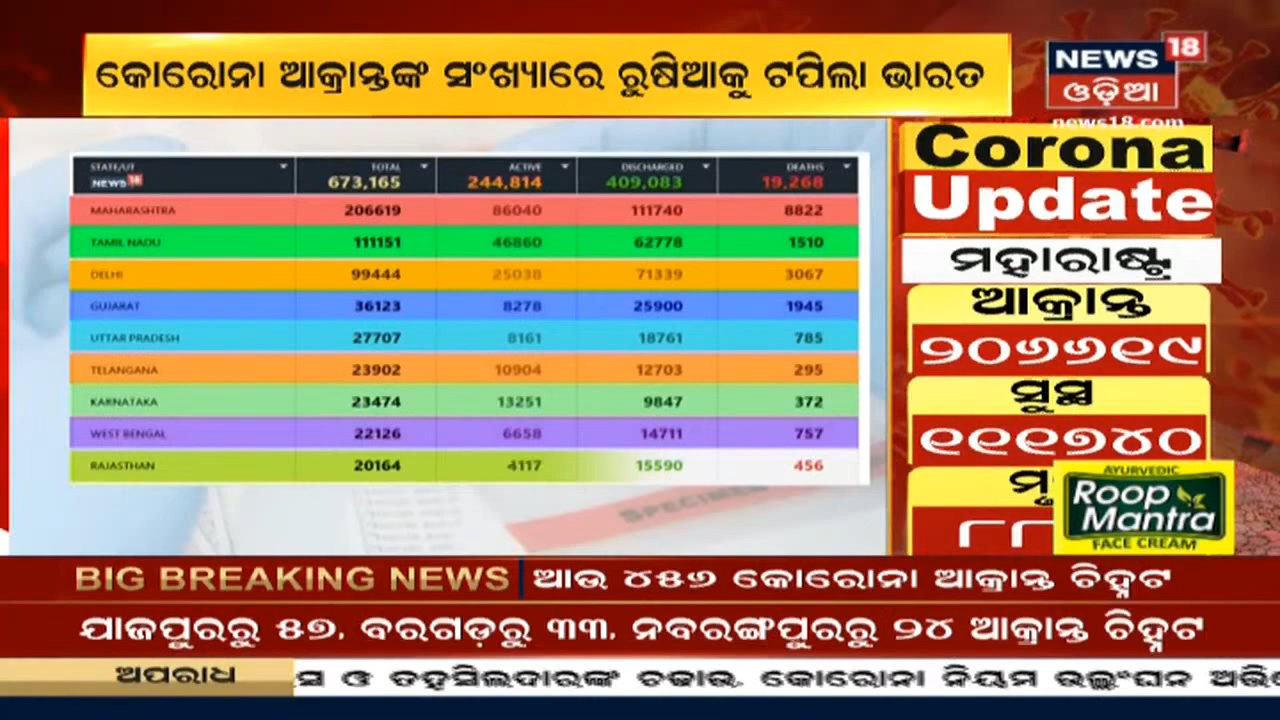 କୋରୋନା ଆକ୍ରାନ୍ତଙ୍କ ସଂଖ୍ୟାରେ ରୁଷିଆକୁ ଟପିଲା ଭାରତ
NEWS 18
ଓଡ଼ିଆ
news18.com
STATE/UT TOTAL ACTIVE DISCHARGED DEATHS
NEWS 18 673,165 244,814 409,083 19,268
MAHARASHTRA 206619 86040 111740 8822
TAMIL NADU 111151 46860 62778 1510
DELHI 99444 25038 71339 3067
GUJARAT 36123 8278 25900 1945
UTTAR PRADESH 27707 8161 18761 785
TELANGANA 23902 10904 12703 295
KARNATAKA 23474 13251 9847 372
WEST BENGAL 22126 6658 14711 757
RAJASTHAN 20164 4117 15590 456
SPECIMEN
Corona
Update
ମହାରାଷ୍ଟ୍ର
ଆକ୍ରାନ୍ତ
୨୦୬୬୧୯
ସୁସ୍ଥ
୧୧୧୭୪୦
AYURVEDIC
Roop
Mantra
FACE CREAM
BIG BREAKING NEWS ଆଉ ୪୫୬ କୋରୋନା ଆକ୍ରାନ୍ତ ଚିହ୍ନଟ
ଯାଜପୁରରୁ ୫୭, ବରଗଡ଼ରୁ ୩୩, ନବରଙ୍ଗପୁରରୁ ୨୪ ଆକ୍ରାନ୍ତ ଚିହ୍ନଟ
ଅପରାଧ ଓ ତହସିଲଦାରଙ୍କ ଚଢାଉ, କୋରୋନା ନିୟମ ଉଲ୍ଲଂଘନ